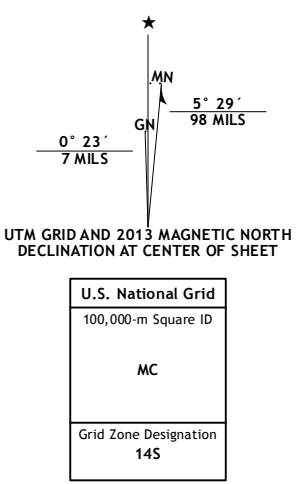 ★
MN
GN
5° 29´
98 MILS
0° 23´
7 MILS
UTM GRID AND 2013 MAGNETIC NORTH
DECLINATION AT CENTER OF SHEET
U.S. National Grid
100,000-m Square ID
MC
Grid Zone Designation
14S